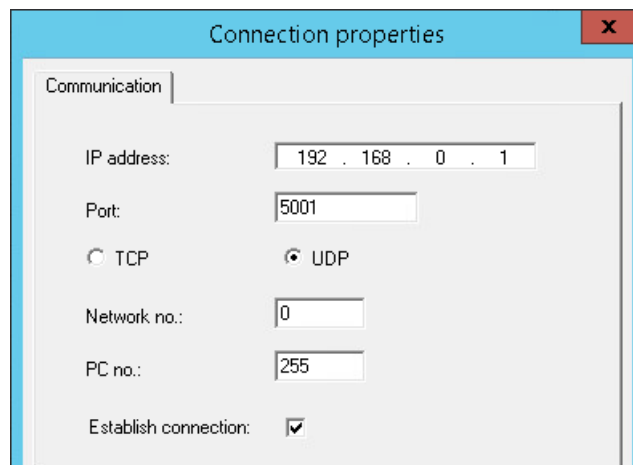 Connection properties
x
Communication
IP address: 192 . 168 . 0 . 1
Port: 5001
TCP UDP
Network no.: 0
PC no.: 255
Establish connection: